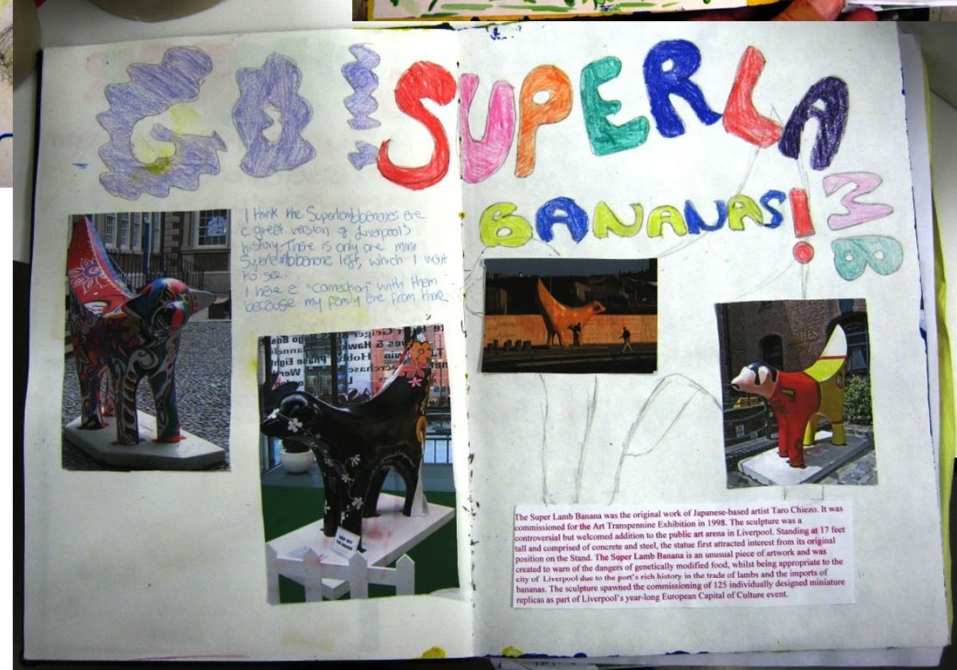 GO! SUPERLAMB
BANANAS!
I think the Superlambbananas are
a great version of Liverpool's
history. There is only one mini
Superlambbanana left, which I want
to see.
I have a "connection" with them
because my family are from there.
The Super Lamb Banana was the original work of Japanese-based artist Taro Chiezo. It was
commissioned for the Art Transpennine Exhibition in 1998. The sculpture was a
controversial but welcomed addition to the public art arena in Liverpool. Standing at 17 feet
tall and comprised of concrete and steel, the statue first attracted interest from its original
position on the Stand. The Super Lamb Banana is an unusual piece of artwork and was
created to warn of the dangers of genetically modified food, whilst being appropriate to the
city of Liverpool due to the port's rich history in the trade of lambs and the imports of
bananas. The sculpture spawned the commissioning of 125 individually designed miniature
replicas as part of Liverpool's year-long European Capital of Culture event.